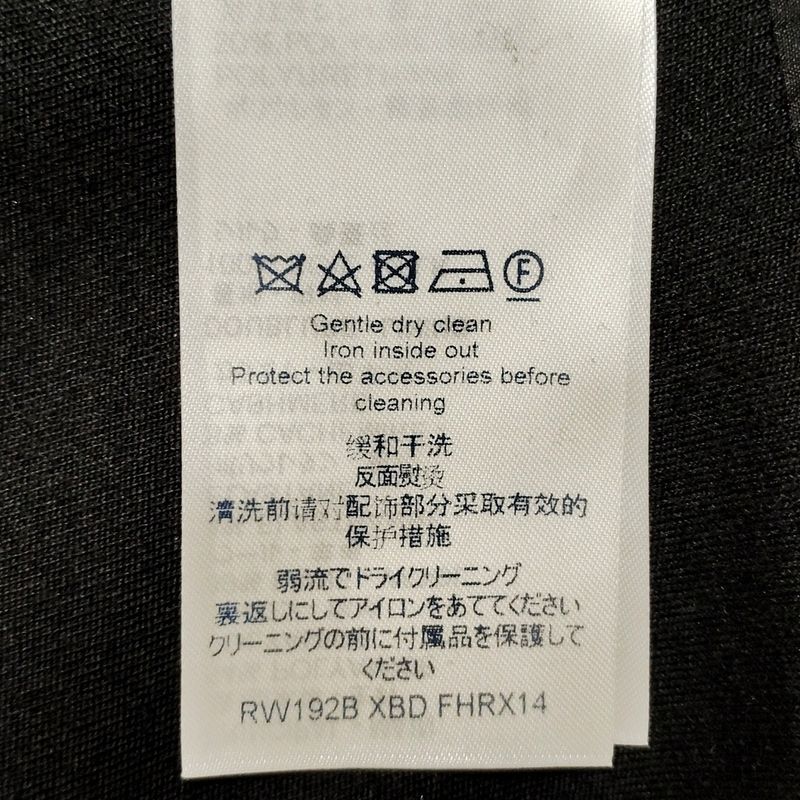 F
Gentle dry clean
Iron inside out
Protect the accessories before
cleaning
缓和干洗
反面熨烫
清洗前请对配饰部分采取有效的
保护措施
弱流でドライクリーニング
裏返しにしてアイロンをあててください
クリーニングの前に付属品を保護して
ください
RW192B XBD FHRX14